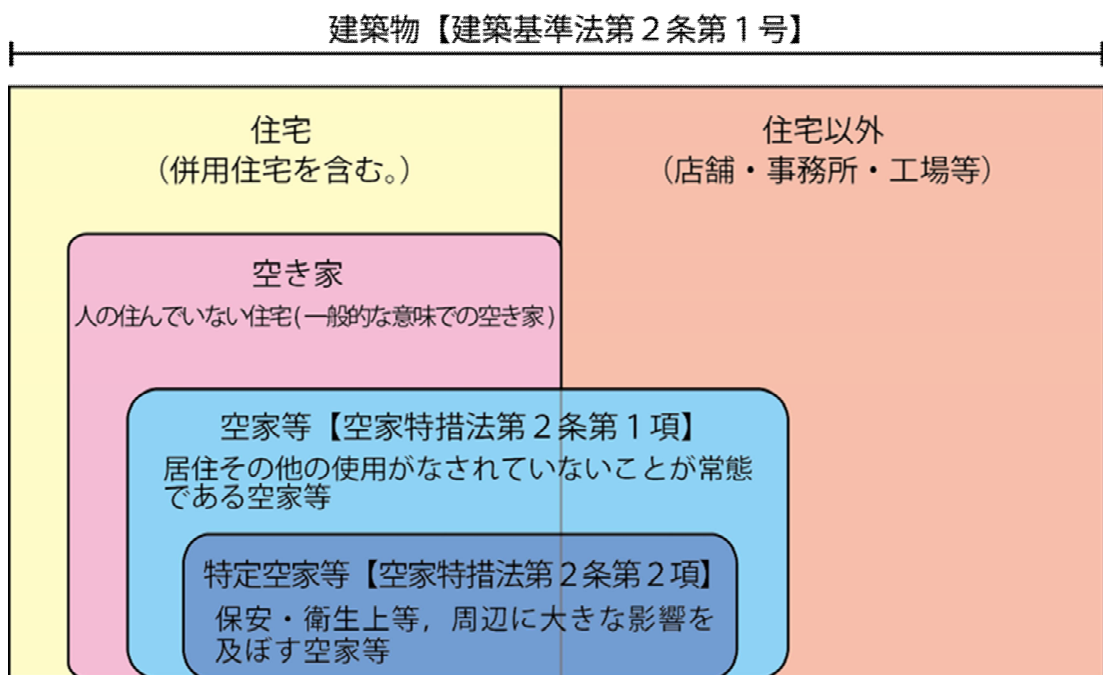 建築物【建築基準法第２条第１号】
住宅
（併用住宅を含む。）
住宅以外
（店舗・事務所・工場等）
空き家
人の住んでいない住宅(一般的な意味での空き家)
空家等【空家特措法第２条第１項】
居住その他の使用がなされていないことが常態
である空家等
特定空家等【空家特措法第２条第２項】
保安・衛生上等，周辺に大きな影響を
及ぼす空家等